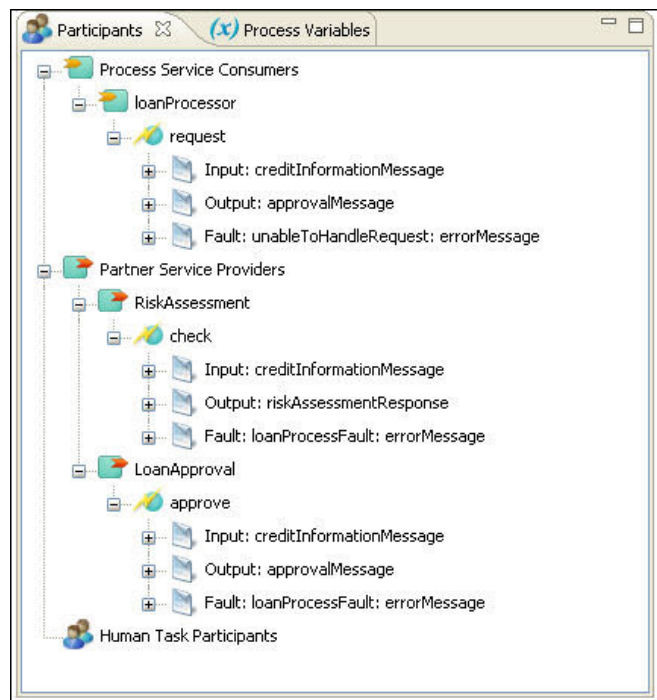 Participants (x) Process Variables
Process Service Consumers
loanProcessor
request
Input: creditInformationMessage
Output: approvalMessage
Fault: unableToHandleRequest: errorMessage
Partner Service Providers
RiskAssessment
check
Input: creditInformationMessage
Output: riskAssessmentResponse
Fault: loanProcessFault: errorMessage
LoanApproval
approve
Input: creditInformationMessage
Output: approvalMessage
Fault: loanProcessFault: errorMessage
Human Task Participants